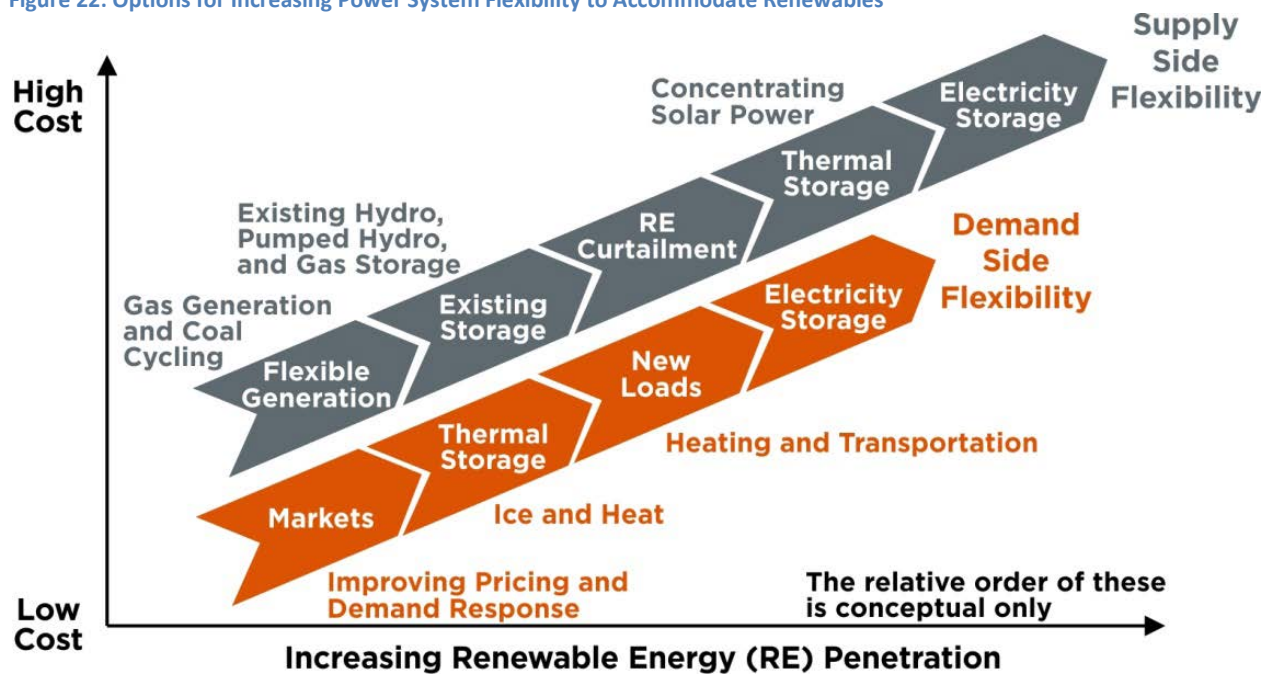 Figure 22: Options for Increasing Power System Flexibility to Accommodate Renewables
High
Cost
Supply
Side
Flexibility
Concentrating
Solar Power
Electricity
Storage
Thermal
Storage
Existing Hydro,
Pumped Hydro,
and Gas Storage
RE
Curtailment
Demand
Side
Flexibility
Gas Generation
and Coal
Cycling
Existing
Storage
Electricity
Storage
Flexible
Generation
New
Loads
Thermal
Storage
Heating and Transportation
Markets
Ice and Heat
Improving Pricing and
Demand Response
The relative order of these
is conceptual only
Low
Cost
Increasing Renewable Energy (RE) Penetration